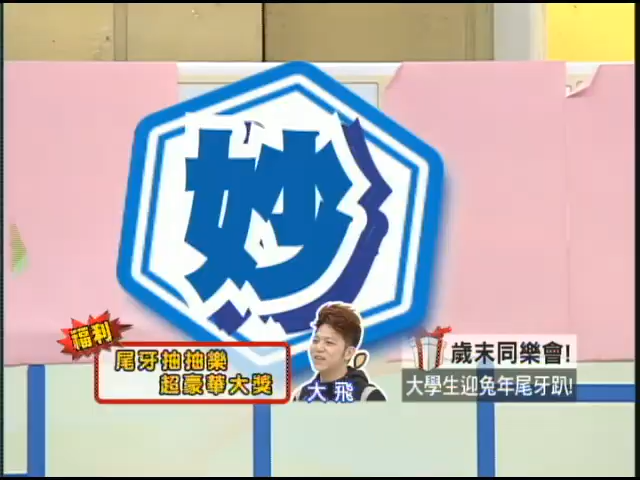 妙
福利
尾牙抽抽樂
超豪華大獎
大飛
歲末同樂會!
大學生迎兔年尾牙趴!